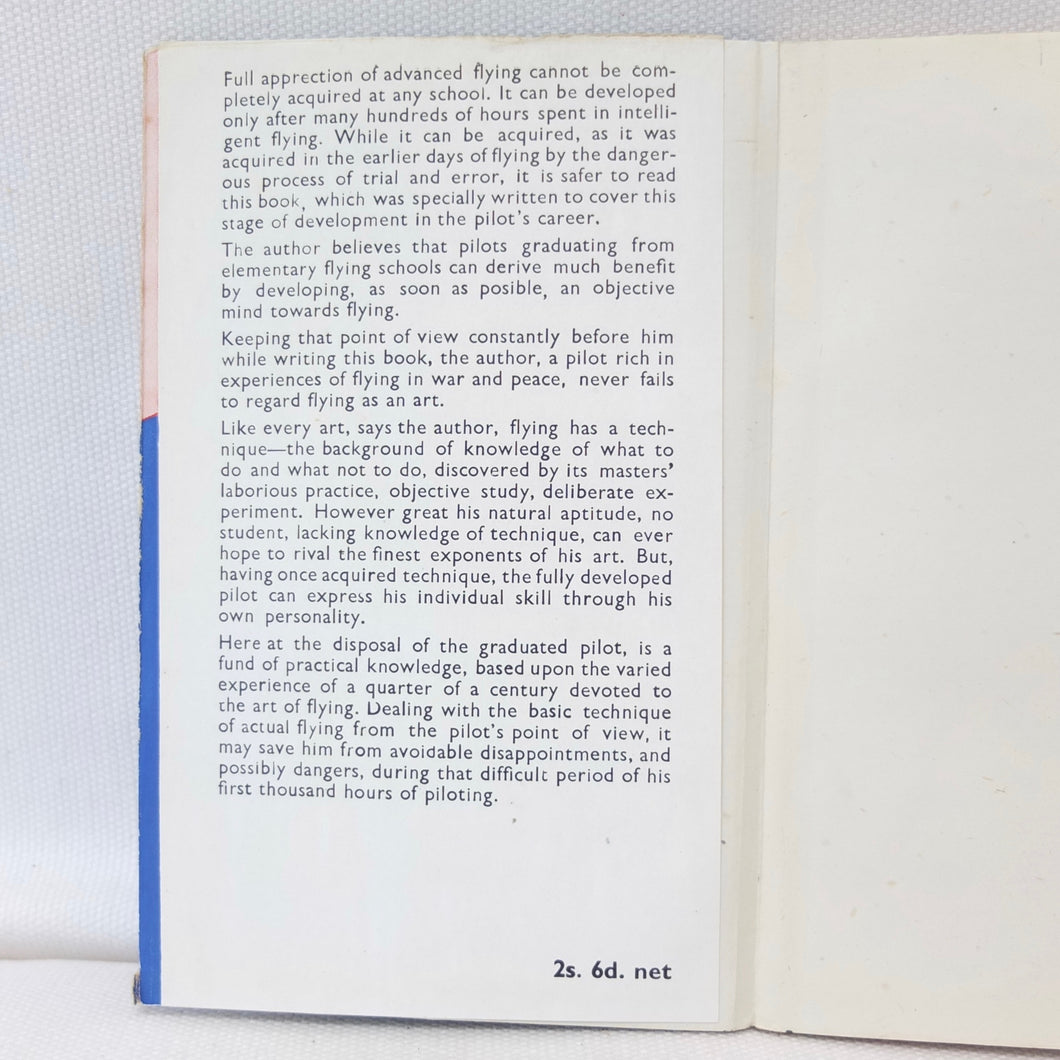 Full apprection of advanced flying cannot be com-
pletely acquired at any school. It can be developed
only after many hundreds of hours spent in intelli-
gent flying. While it can be acquired, as it was
acquired in the earlier days of flying by the danger-
ous process of trial and error, it is safer to read
this book, which was specially written to cover this
stage of development in the pilot's career.
The author believes that pilots graduating from
elementary flying schools can derive much benefit
by developing, as soon as posible, an objective
mind towards flying.
Keeping that point of view constantly before him
while writing this book, the author, a pilot rich in
experiences of flying in war and peace, never fails
to regard flying as an art.
Like every art, says the author, flying has a tech-
nique—the background of knowledge of what to
do and what not to do, discovered by its masters'
laborious practice, objective study, deliberate ex-
periment. However great his natural aptitude, no
student, lacking knowledge of technique, can ever
hope to rival the finest exponents of his art. But,
having once acquired technique, the fully developed
pilot can express his individual skill through his
own personality.
Here at the disposal of the graduated pilot, is a
fund of practical knowledge, based upon the varied
experience of a quarter of a century devoted to
the art of flying. Dealing with the basic technique
of actual flying from the pilot's point of view, it
may save him from avoidable disappointments, and
possibly dangers, during that difficult period of his
first thousand hours of piloting.
2s. 6d. net